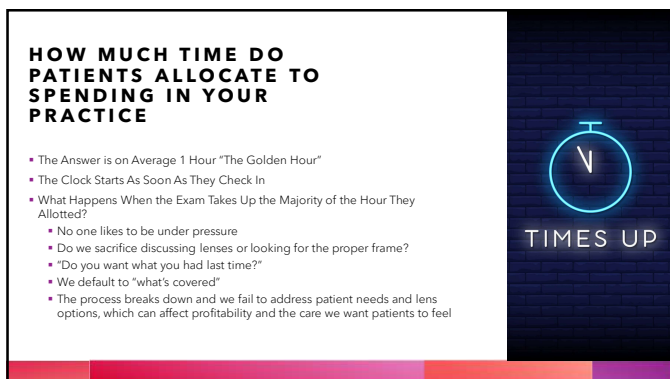 HOW MUCH TIME DO
PATIENTS ALLOCATE TO
SPENDING IN YOUR
PRACTICE
▪ The Answer is on Average 1 Hour "The Golden Hour"
▪ The Clock Starts As Soon As They Check In
▪ What Happens When the Exam Takes Up the Majority of the Hour They
Allotted?
▪ No one likes to be under pressure
▪ Do we sacrifice discussing lenses or looking for the proper frame?
▪ "Do you want what you had last time?"
▪ We default to "what's covered"
▪ The process breaks down and we fail to address patient needs and lens
options, which can affect profitability and the care we want patients to feel
TIMES UP